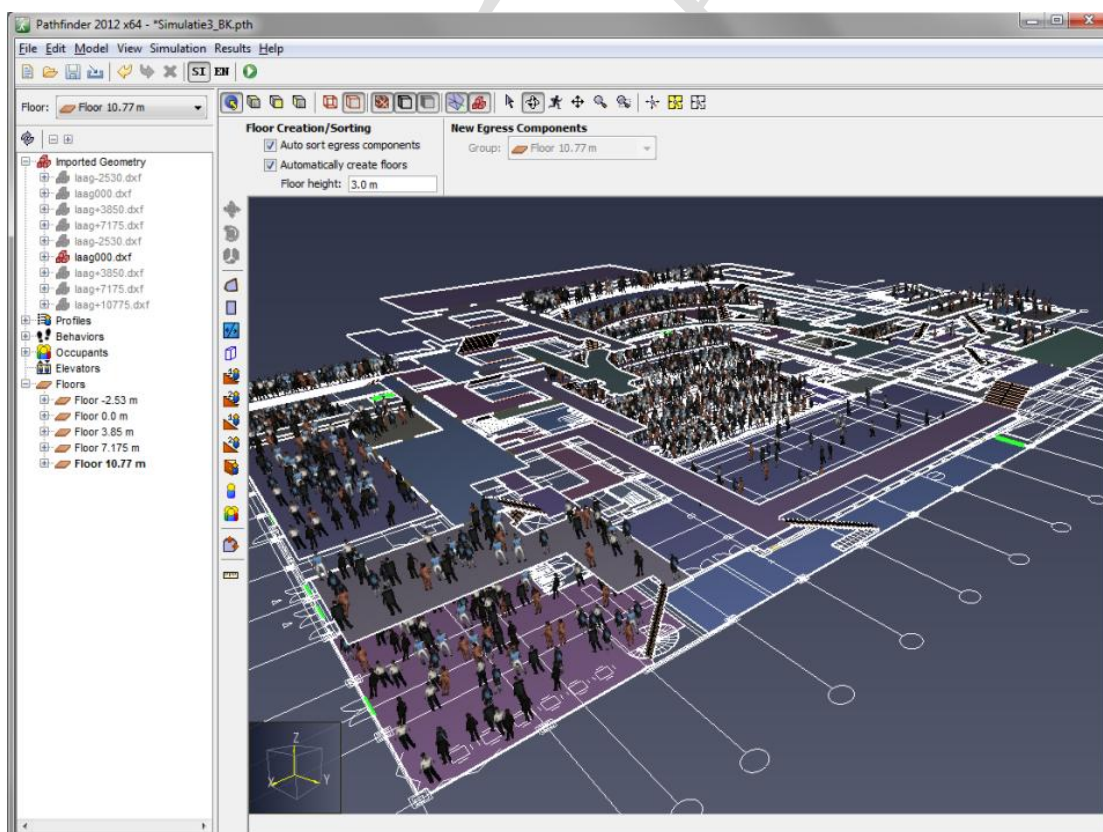 Pathfinder 2012 x64 - *Simulatie3_BK.pth
File Edit Model View Simulation Results Help
SI EN
Floor: Floor 10.77 m
Floor Creation/Sorting
Auto sort egress components
Automatically create floors
Floor height: 3.0 m
New Egress Components
Group: Floor 10.77 m
Imported Geometry
laag-2530.dxf
laag000.dxf
laag+3850.dxf
laag+7175.dxf
laag-2530.dxf
laag000.dxf
laag+3850.dxf
laag+7175.dxf
laag+10775.dxf
Profiles
Behaviors
Occupants
Elevators
Floors
Floor -2.53 m
Floor 0.0 m
Floor 3.85 m
Floor 7.175 m
Floor 10.77 m
Z
X
Y